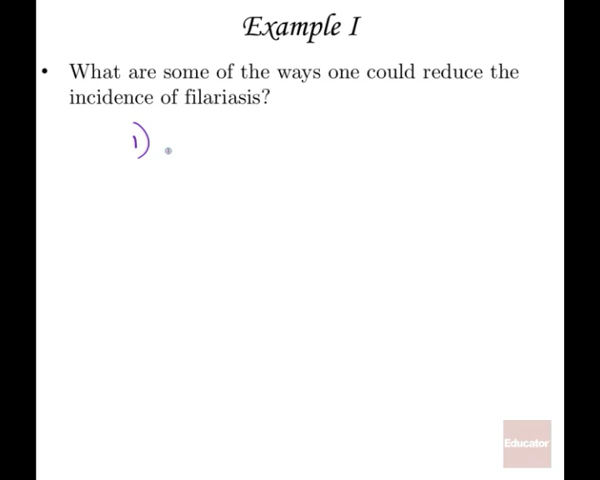 Example I
• What are some of the ways one could reduce the
incidence of filariasis?
1)
Educator